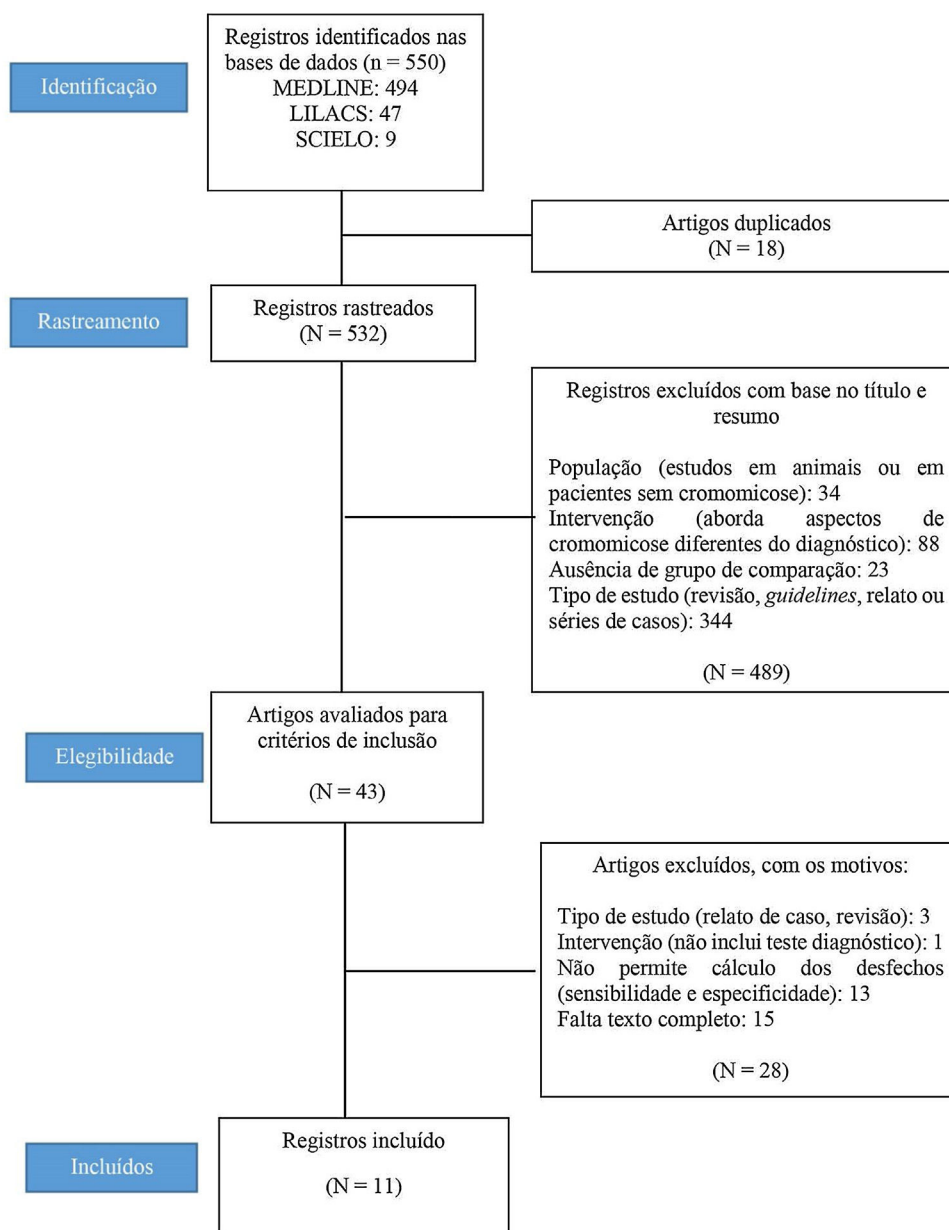 Identificação
Registros identificados nas
bases de dados (n = 550)
MEDLINE: 494
LILACS: 47
SCIELO: 9
Artigos duplicados
(N = 18)
Rastreamento
Registros rastreados
(N = 532)
Registros excluídos com base no título e
resumo
População (estudos em animais ou em
pacientes sem cromomicose): 34
Intervenção (aborda aspectos de
cromomicose diferentes do diagnóstico): 88
Ausência de grupo de comparação: 23
Tipo de estudo (revisão, guidelines, relato ou
séries de casos): 344
(N = 489)
Elegibilidade
Artigos avaliados para
critérios de inclusão
(N = 43)
Artigos excluídos, com os motivos:
Tipo de estudo (relato de caso, revisão): 3
Intervenção (não inclui teste diagnóstico): 1
Não permite cálculo dos desfechos
(sensibilidade e especificidade): 13
Falta texto completo: 15
(N = 28)
Incluídos
Registros incluído
(N = 11)